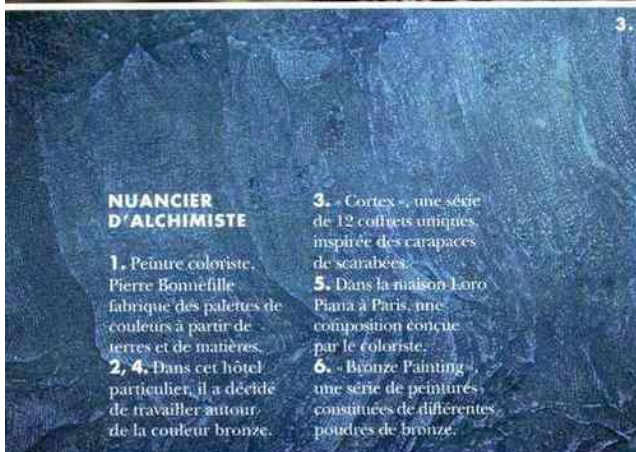 3.
NUANCIER
D'ALCHIMISTE
1. Peintre coloriste,
Pierre Bonnefille
fabrique des palettes de
couleurs à partir de
terres et de matières.
2, 4. Dans cet hôtel
particulier, il a décidé
de travailler autour
de la couleur bronze.
3. « Cortex », une série
de 12 coffrets uniques,
inspirée des carapaces
de scarabées.
5. Dans la maison Loro
Piana à Paris, une
composition conçue
par le coloriste.
6. « Bronze Painting »,
une série de peintures
constituées de différentes
poudres de bronze.